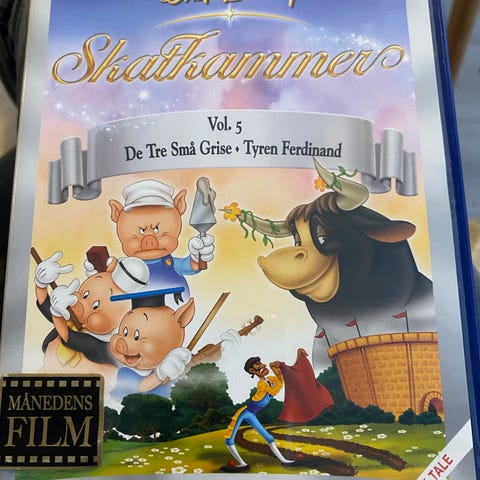 Skatkammer
Vol. 5
De Tre Små Grise • Tyren Ferdinand
MÅNEDENS
FILM
TALE